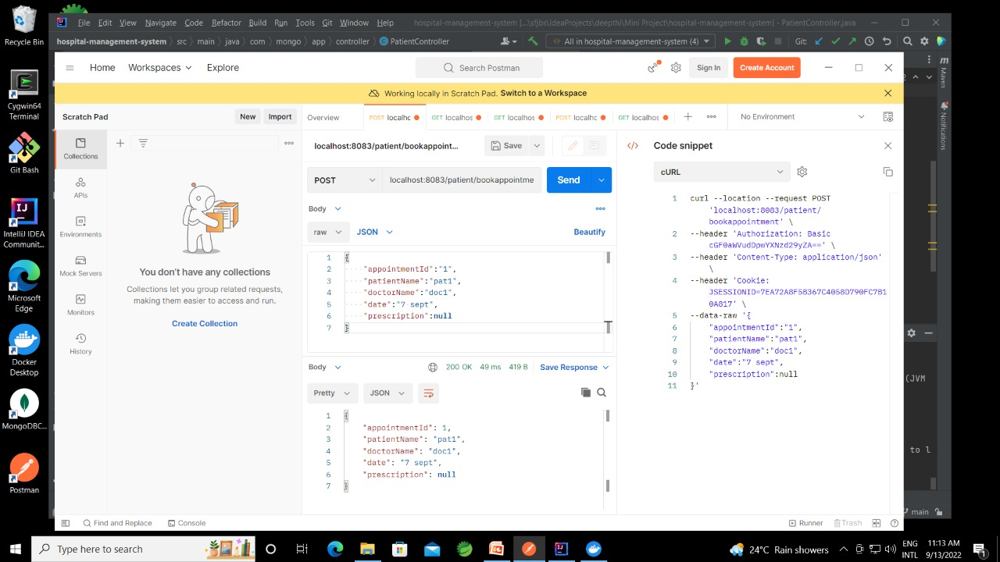 Recycle Bin
Cygwin64
Terminal
Git Bash
IntelliJ IDEA
Communit...
Microsoft
Edge
Docker
Desktop
MongoDBC...
Postman
File Edit View Navigate Code Refactor Build Run Tools Git Window Help hospital-management-system [...\sfjbs\IdeaProjects\deepthi\Mini Project\hospital-management-system] - PatientController.java
hospital-management-system src main java com mongo app controller PatientController
All in hospital-management-system (4)
Git:
Maven
Notifications
Home Workspaces Explore
Search Postman
Sign In
Create Account
Working locally in Scratch Pad. Switch to a Workspace
Scratch Pad
New
Import
Overview
POST localhc
GET localhos
GET localhos
POST localhc
GET localhos
No Environment
Collections
APIs
Environments
Mock Servers
Monitors
History
You don't have any collections
Collections let you group related requests,
making them easier to access and run.
Create Collection
localhost:8083/patient/bookappoint...
Save
POST
localhost:8083/patient/bookappointme
Send
Body
raw
JSON
Beautify
1 {
2 "appointmentId":"1",
3 "patientName":"pat1",
4 "doctorName":"doc1",
5 "date":"7 sept",
6 "prescription":null
7 }
Body
200 OK 49 ms 419 B
Save Response
Pretty
JSON
1 {
2 "appointmentId": 1,
3 "patientName": "pat1",
4 "doctorName": "doc1",
5 "date": "7 sept",
6 "prescription": null
7 }
Code snippet
cURL
1 curl --location --request POST
'localhost:8083/patient/
bookappointment' \
2 --header 'Authorization: Basic
cGF0aWVudDpwYXNzd29yZA==' \
3 --header 'Content-Type: application/json'
\
4 --header 'Cookie:
JSESSIONID=7EA72A8F5B367C4058D790FC7B1
0A817' \
5 --data-raw '{
6 "appointmentId":"1",
7 "patientName":"pat1",
8 "doctorName":"doc1",
9 "date":"7 sept",
10 "prescription":null
11 }'
(JVM
to l
main
Find and Replace
Console
Runner
Trash
Type here to search
24°C Rain showers
ENG
INTL
11:13 AM
9/13/2022
1